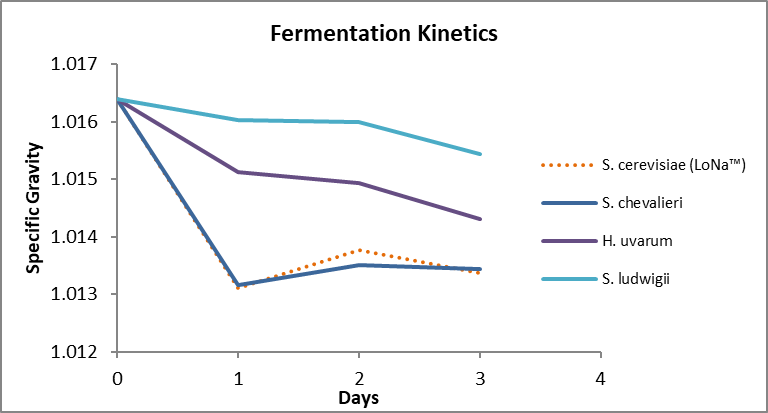 Fermentation Kinetics
1.017
1.016
1.015
1.014
1.013
1.012
Specific Gravity
0 1 2 3 4
Days
S. cerevisiae (LoNa™)
S. chevalieri
H. uvarum
S. ludwigii